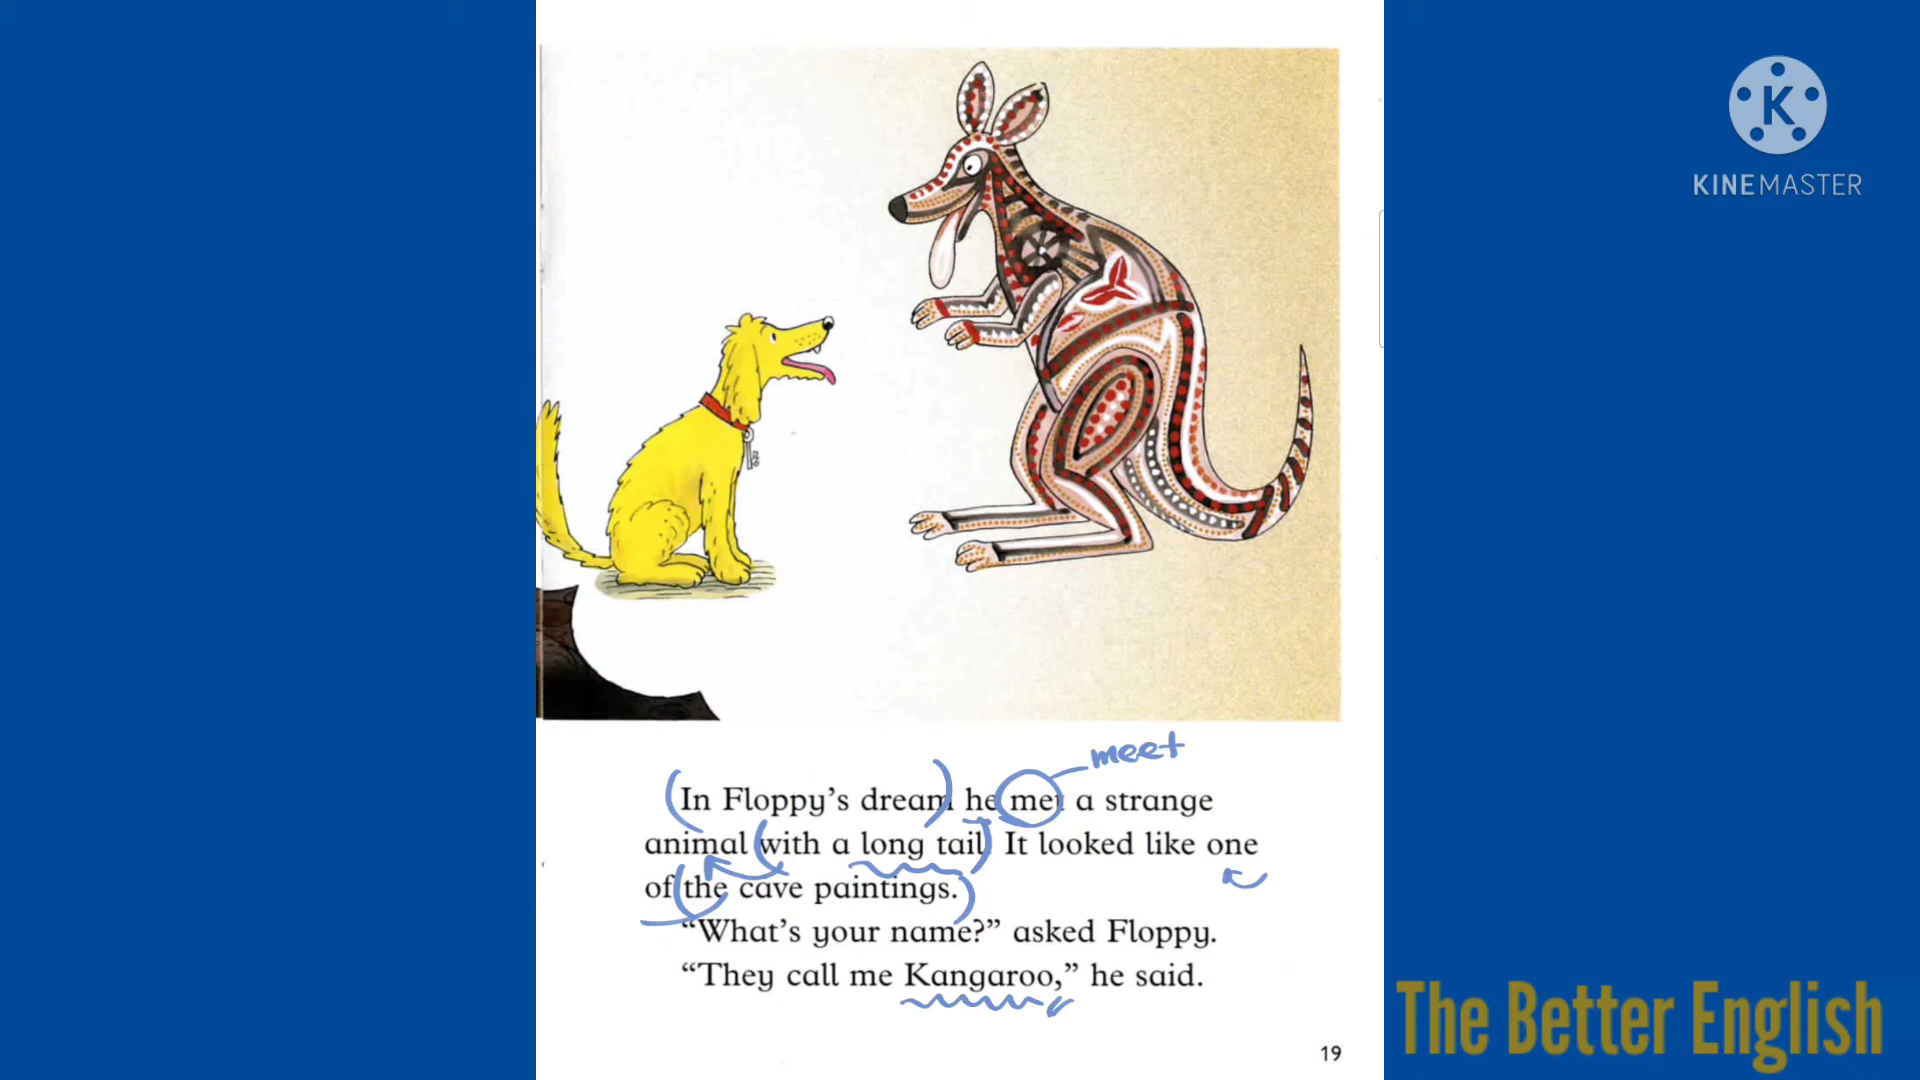 KINEMASTER
meet
In Floppy's dream he met a strange
animal with a long tail. It looked like one
of the cave paintings.
"What's your name?" asked Floppy.
"They call me Kangaroo," he said.
19
The Better English